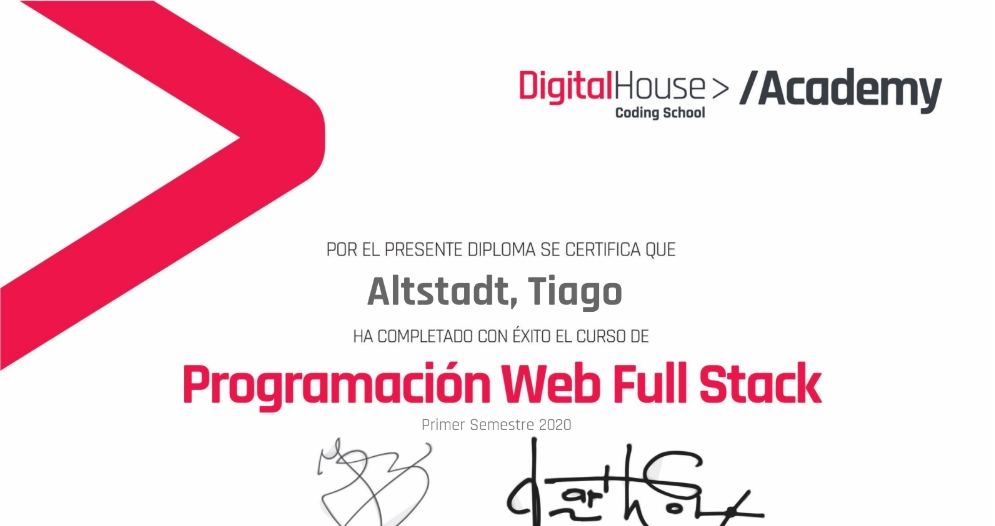 DigitalHouse> /Academy
Coding School
POR EL PRESENTE DIPLOMA SE CERTIFICA QUE
Altstadt, Tiago
HA COMPLETADO CON ÉXITO EL CURSO DE
Programación Web Full Stack
Primer Semestre 2020